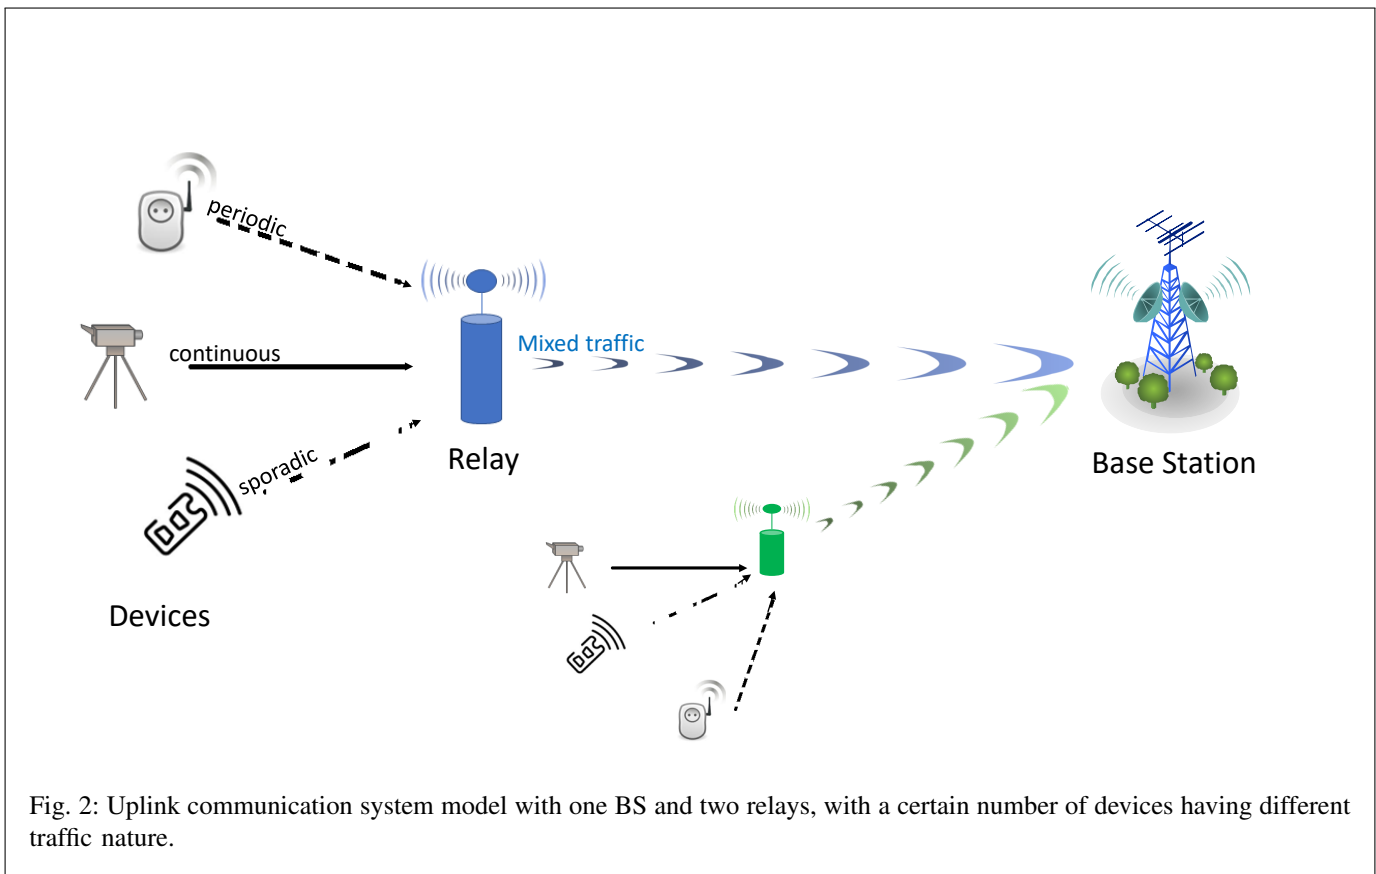 periodic
continuous
Mixed traffic
sporadic
Relay
Base Station
Devices
Fig. 2: Uplink communication system model with one BS and two relays, with a certain number of devices having different
traffic nature.